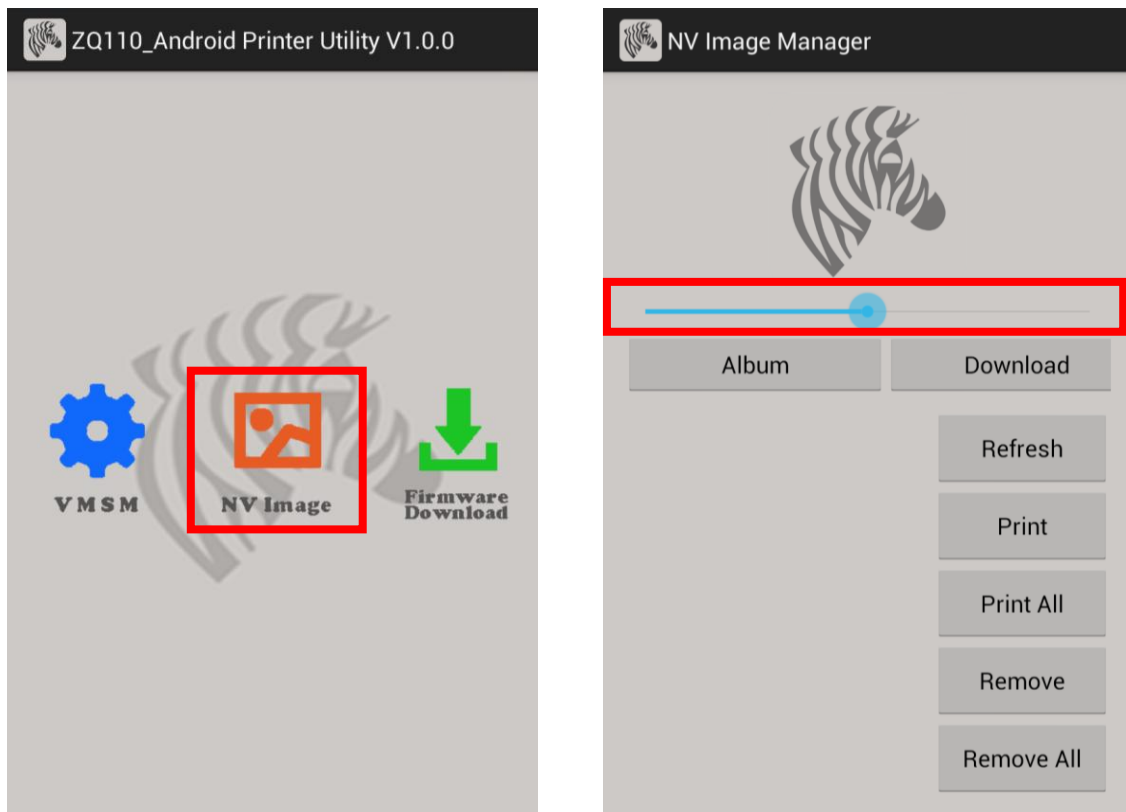 ZQ110_Android Printer Utility V1.0.0
VMSM
NV Image
Firmware
Download
NV Image Manager
Album
Download
Refresh
Print
Print All
Remove
Remove All